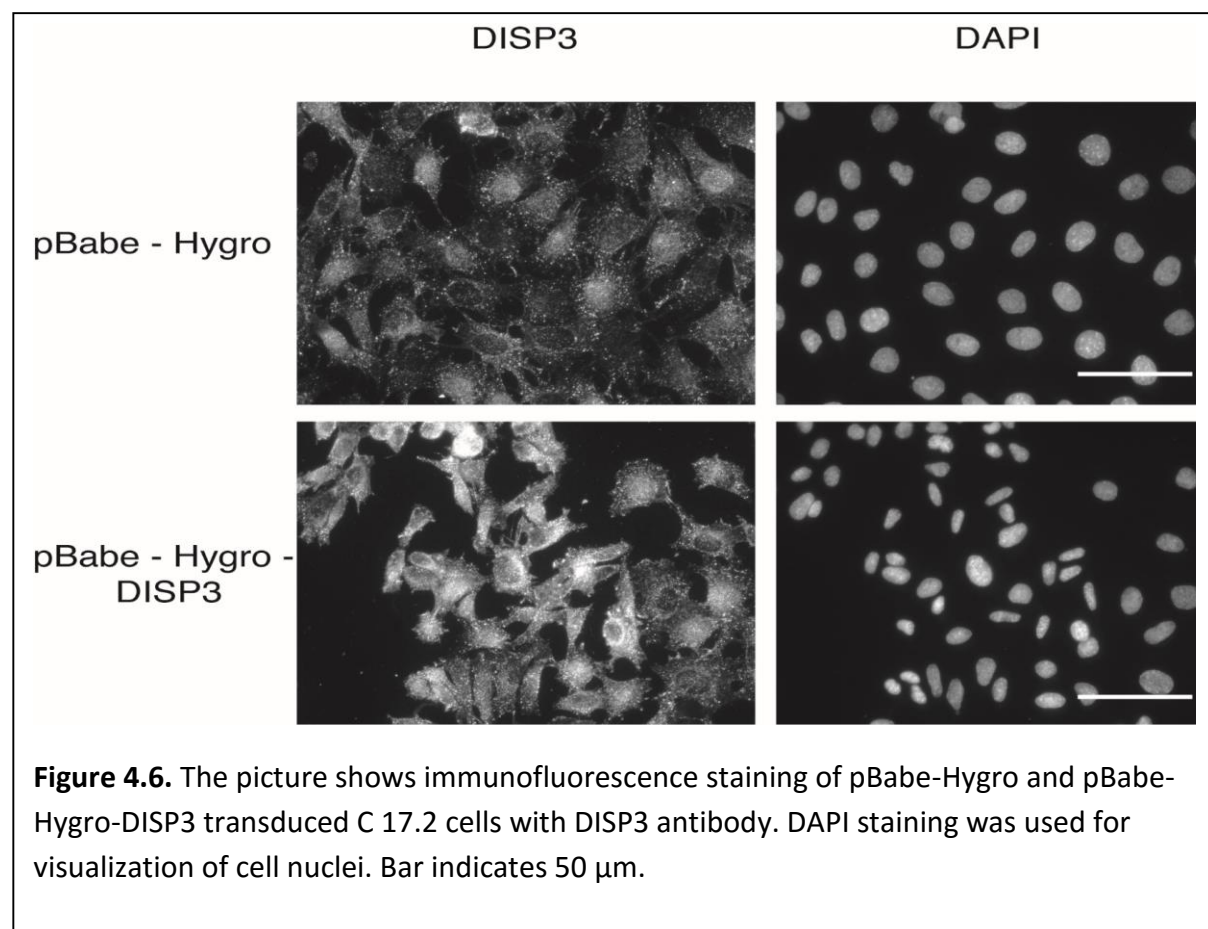 DISP3
DAPI
pBabe - Hygro
pBabe - Hygro -
DISP3
Figure 4.6. The picture shows immunofluorescence staining of pBabe-Hygro and pBabe-
Hygro-DISP3 transduced C 17.2 cells with DISP3 antibody. DAPI staining was used for
visualization of cell nuclei. Bar indicates 50 μm.